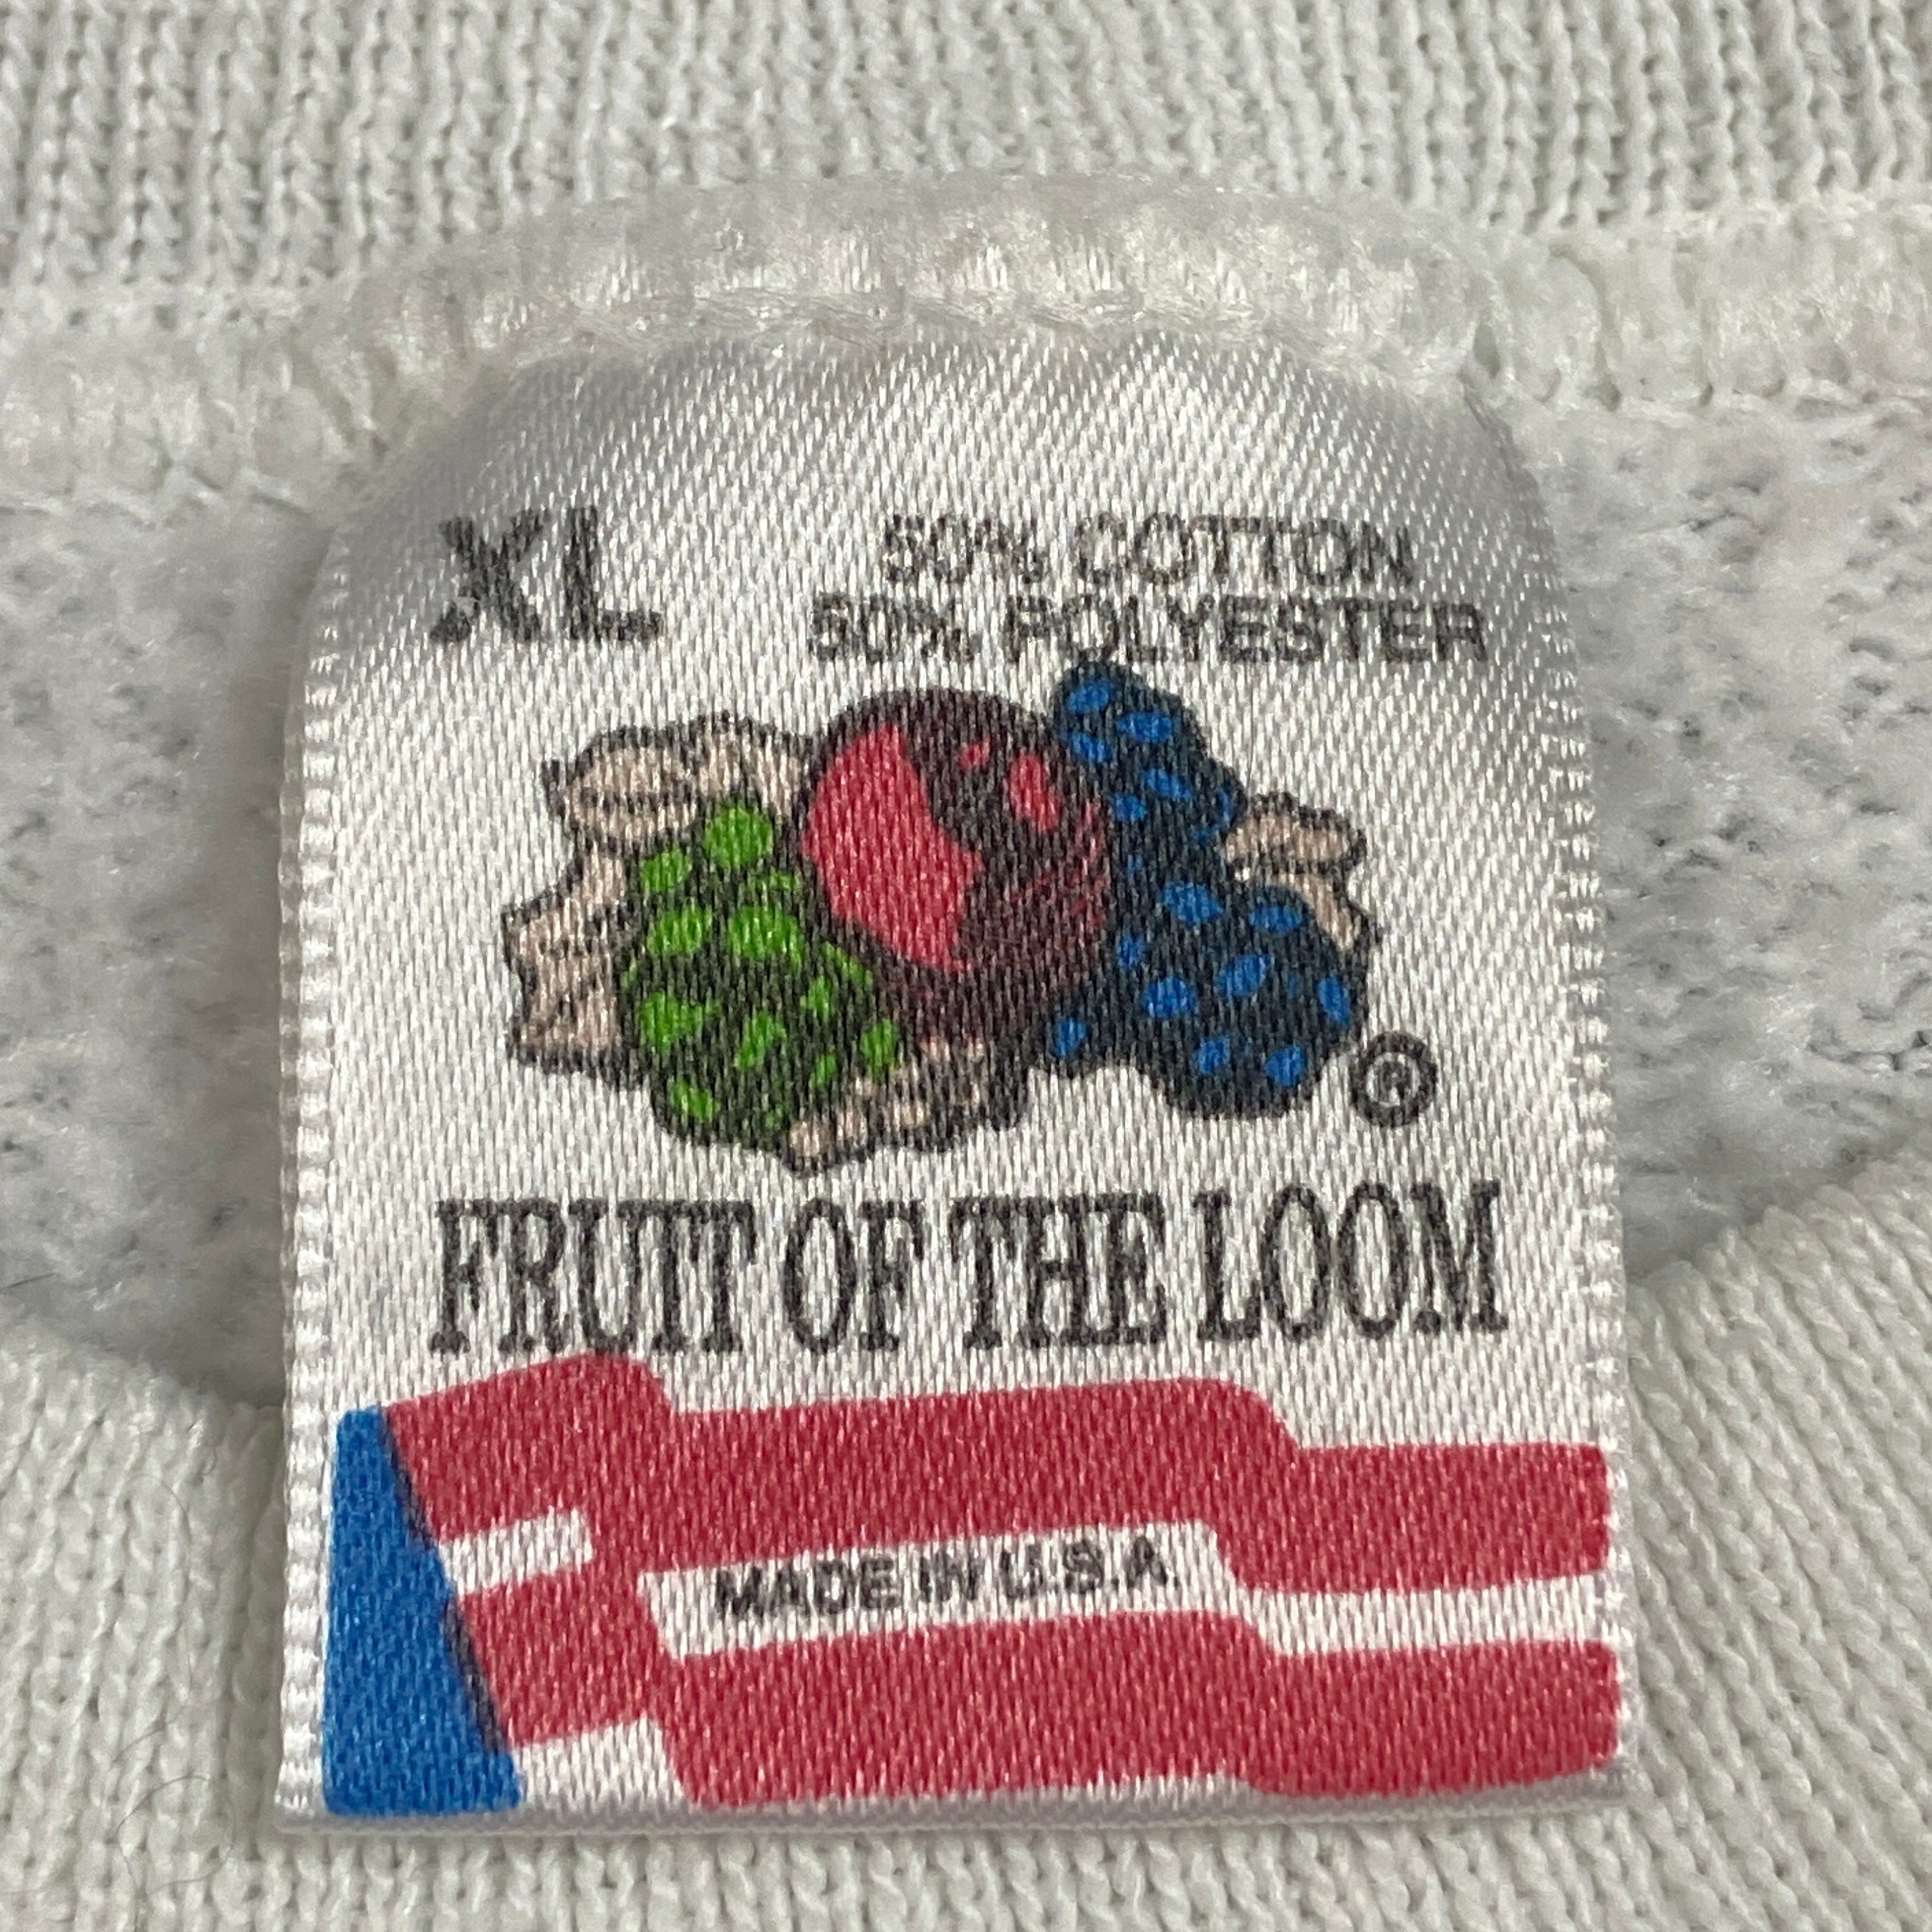 XL
50% COTTON
50% POLYESTER
®
FRUIT OF THE LOOM
MADE IN U.S.A.